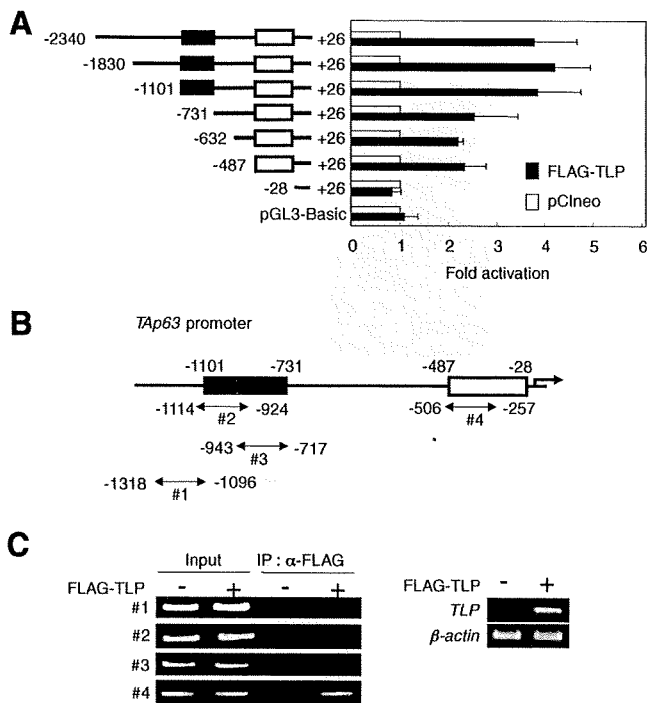 A
-2340 +26
-1830 +26
-1101 +26
-731 +26
-632 +26
-487 +26
-28 +26
pGL3-Basic
FLAG-TLP
pCIneo
0 1 2 3 4 5 6
Fold activation
B
TAp63 promoter
-1101 -731 -487 -28
-1114 -924 -506 -257
#2 #4
-943 -717
#3
-1318 -1096
#1
C
Input IP : α-FLAG
FLAG-TLP - + - +
#1
#2
#3
#4
FLAG-TLP - +
TLP
β-actin